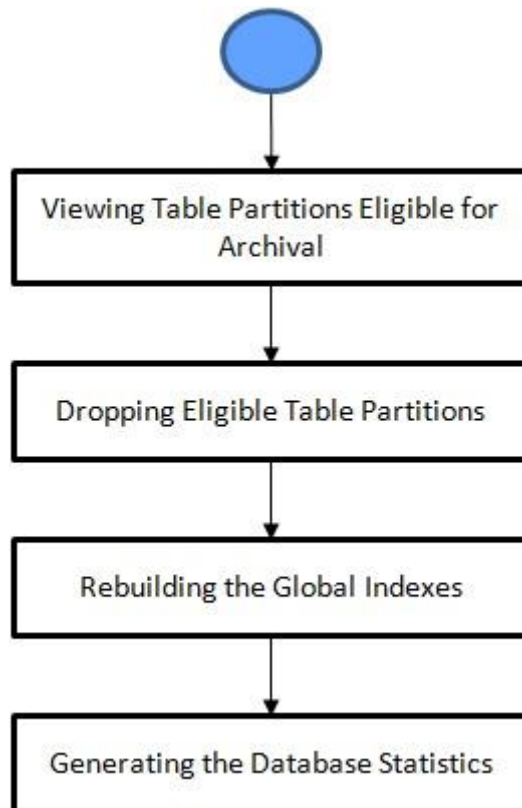 Viewing Table Partitions Eligible for
Archival
Dropping Eligible Table Partitions
Rebuilding the Global Indexes
Generating the Database Statistics